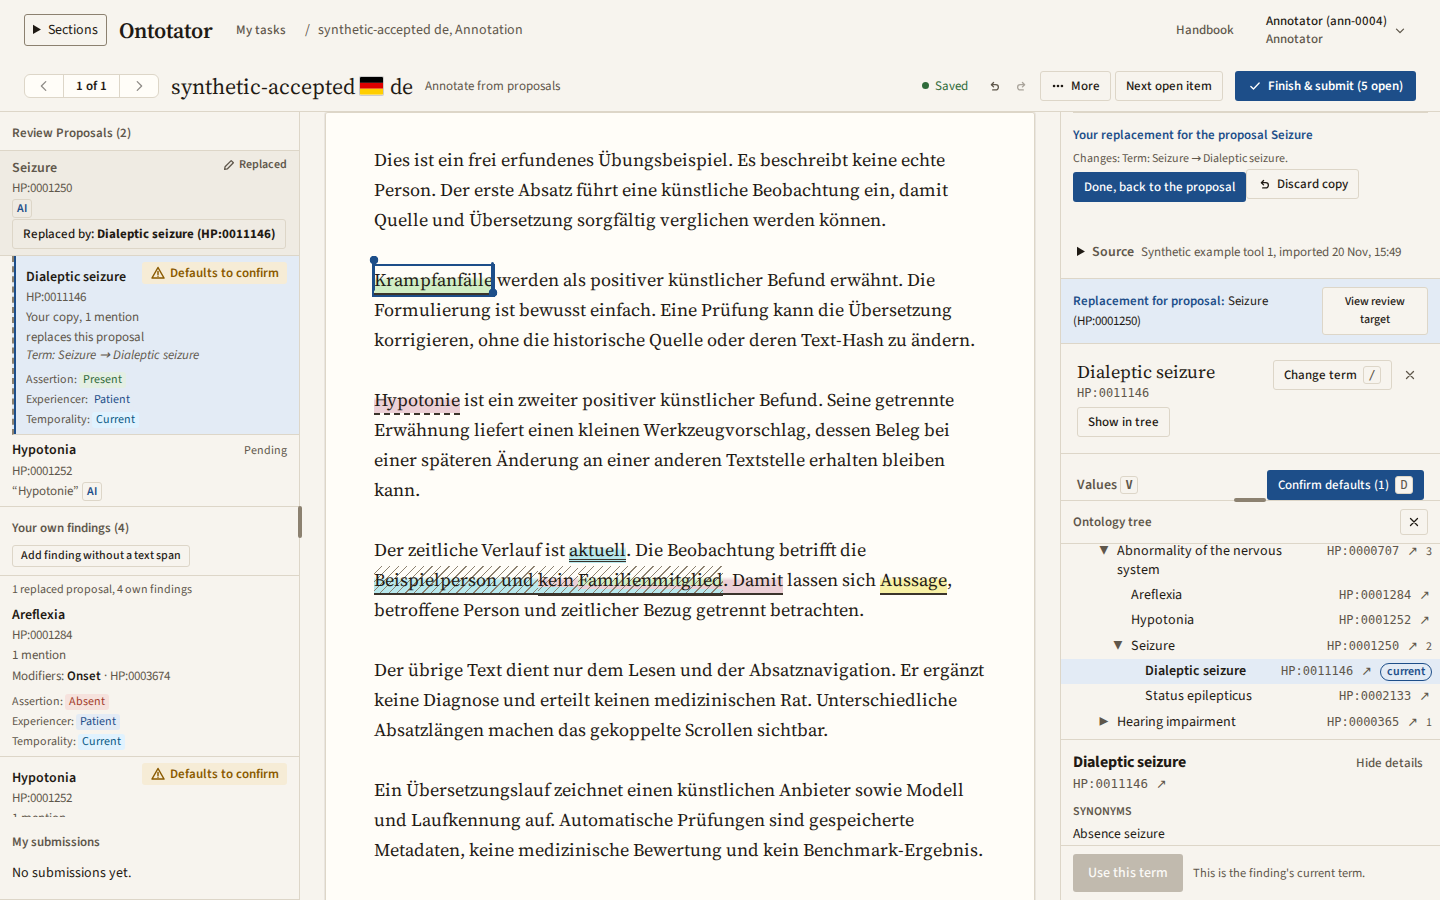 Sections
Ontotator
My tasks / synthetic-accepted de, Annotation
Handbook
Annotator (ann-0004)
Annotator
1 of 1
synthetic-accepted de
Annotate from proposals
Saved
More
Next open item
Finish & submit (5 open)
Review Proposals (2)
Seizure
Replaced
HP:0001250
AI
Replaced by: Dialeptic seizure (HP:0011146)
Dialeptic seizure
Defaults to confirm
HP:0011146
Your copy, 1 mention
replaces this proposal
Term: Seizure → Dialeptic seizure
Assertion: Present
Experiencer: Patient
Temporality: Current
Hypotonia
Pending
HP:0001252
“Hypotonie” AI
Your own findings (4)
Add finding without a text span
1 replaced proposal, 4 own findings
Areflexia
HP:0001284
1 mention
Modifiers: Onset · HP:0003674
Assertion: Absent
Experiencer: Patient
Temporality: Current
Hypotonia
Defaults to confirm
HP:0001252
1 mention
My submissions
No submissions yet.
Dies ist ein frei erfundenes Übungsbeispiel. Es beschreibt keine echte
Person. Der erste Absatz führt eine künstliche Beobachtung ein, damit
Quelle und Übersetzung sorgfältig verglichen werden können.
Krampfanfälle werden als positiver künstlicher Befund erwähnt. Die
Formulierung ist bewusst einfach. Eine Prüfung kann die Übersetzung
korrigieren, ohne die historische Quelle oder deren Text-Hash zu ändern.
Hypotonie ist ein zweiter positiver künstlicher Befund. Seine getrennte
Erwähnung liefert einen kleinen Werkzeugvorschlag, dessen Beleg bei
einer späteren Änderung an einer anderen Textstelle erhalten bleiben
kann.
Der zeitliche Verlauf ist aktuell. Die Beobachtung betrifft die
Beispielperson und kein Familienmitglied. Damit lassen sich Aussage,
betroffene Person und zeitlicher Bezug getrennt betrachten.
Der übrige Text dient nur dem Lesen und der Absatznavigation. Er ergänzt
keine Diagnose und erteilt keinen medizinischen Rat. Unterschiedliche
Absatzlängen machen das gekoppelte Scrollen sichtbar.
Ein Übersetzungslauf zeichnet einen künstlichen Anbieter sowie Modell
und Laufkennung auf. Automatische Prüfungen sind gespeicherte
Metadaten, keine medizinische Bewertung und kein Benchmark-Ergebnis.
Your replacement for the proposal Seizure
Changes: Term: Seizure → Dialeptic seizure.
Done, back to the proposal
Discard copy
Source Synthetic example tool 1, imported 20 Nov, 15:49
Replacement for proposal: Seizure
(HP:0001250)
View review
target
Dialeptic seizure
HP:0011146
Change term /
Show in tree
Values V
Confirm defaults (1) D
Ontology tree
Abnormality of the nervous
system
HP:0000707 ↗ 3
Areflexia HP:0001284 ↗
Hypotonia HP:0001252 ↗
Seizure HP:0001250 ↗ 2
Dialeptic seizure HP:0011146 ↗ current
Status epilepticus HP:0002133 ↗
Hearing impairment HP:0000365 ↗ 1
Dialeptic seizure
Hide details
HP:0011146 ↗
SYNONYMS
Absence seizure
Use this term
This is the finding's current term.